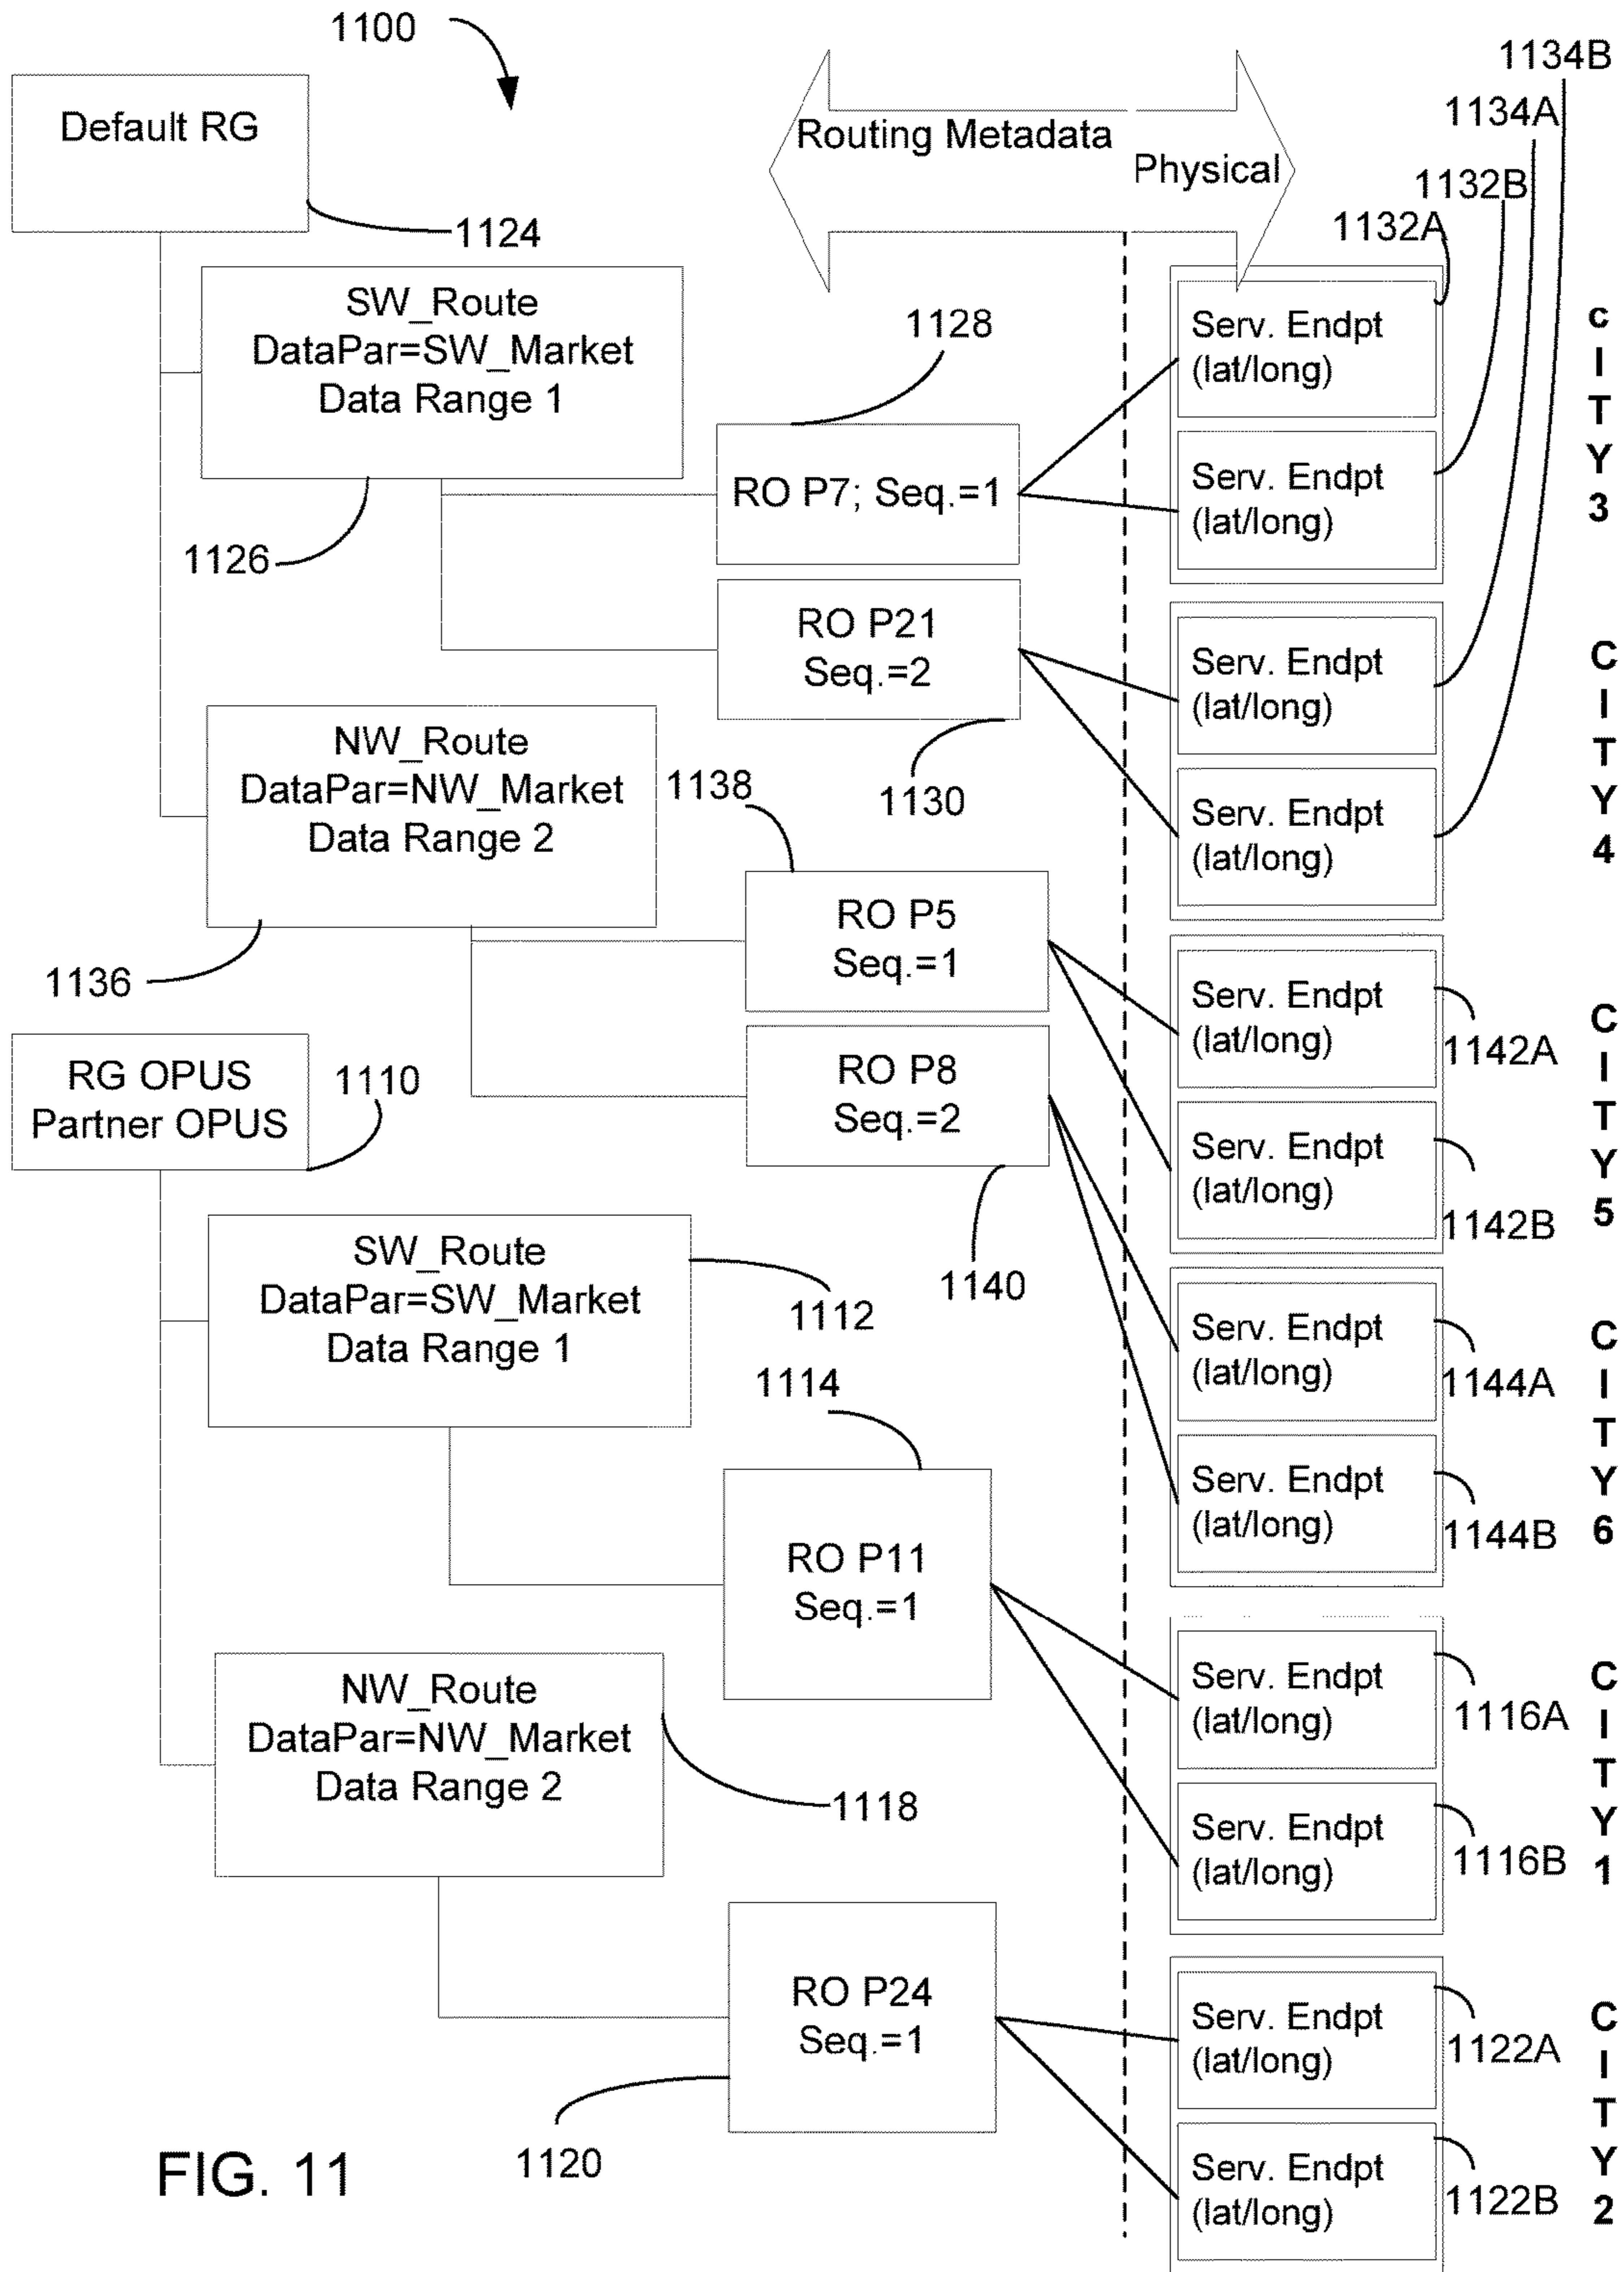 1100
1134B
Default RG
1134A
Routing Metadata
Physical
1132B
1132A
1124
SW_Route
DataPar=SW_Market
Data Range 1
1128
Serv. Endpt
(lat/long)
Serv. Endpt
(lat/long)
cITY3
RO P7; Seq.=1
1126
RO P21
Seq.=2
1130
Serv. Endpt
(lat/long)
Serv. Endpt
(lat/long)
CITY4
NW_Route
DataPar=NW_Market
Data Range 2
1138
1136
RO P5
Seq.=1
Serv. Endpt
(lat/long)
1142A
Serv. Endpt
(lat/long)
1142B
CITY5
RG OPUS
Partner OPUS
1110
RO P8
Seq.=2
1140
SW_Route
DataPar=SW_Market
Data Range 1
1112
Serv. Endpt
(lat/long)
1144A
Serv. Endpt
(lat/long)
1144B
CITY6
1114
RO P11
Seq.=1
Serv. Endpt
(lat/long)
1116A
Serv. Endpt
(lat/long)
1116B
CITY1
NW_Route
DataPar=NW_Market
Data Range 2
1118
RO P24
Seq.=1
1120
Serv. Endpt
(lat/long)
1122A
Serv. Endpt
(lat/long)
1122B
CITY2
FIG. 11